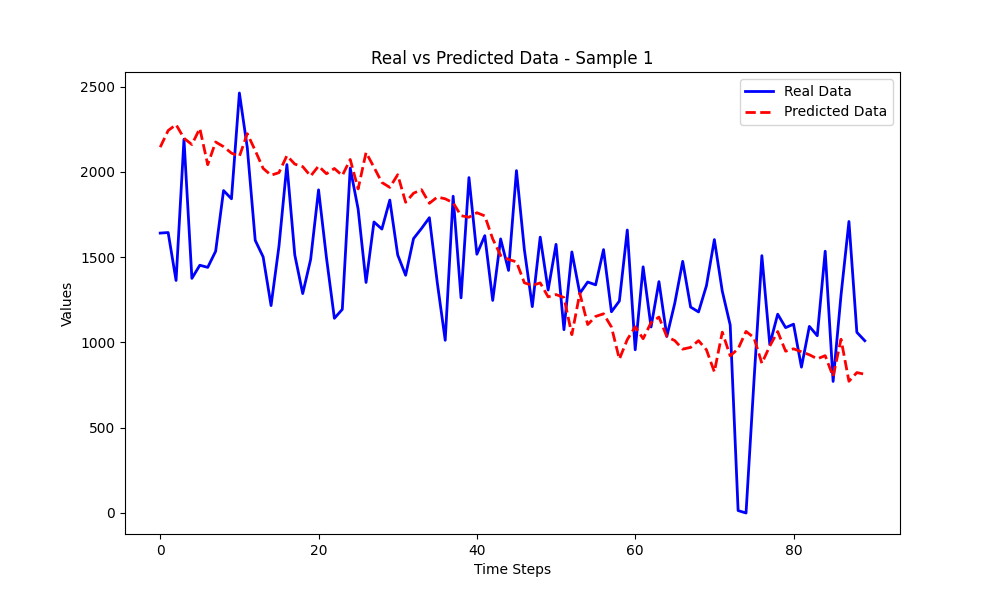 Real vs Predicted Data - Sample 1
Real Data
Predicted Data
2500
2000
1500
1000
500
0
Values
0 20 40 60 80
Time Steps